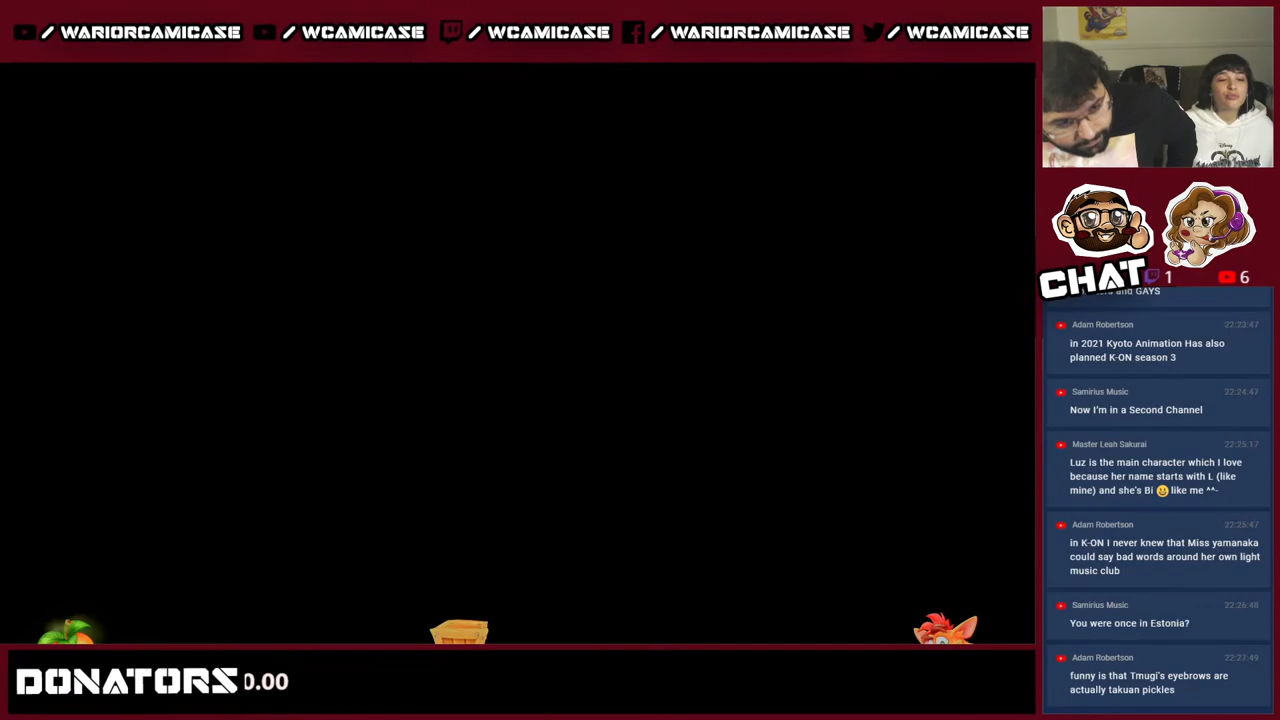 / WARIORCAMICASE / WCAMICASE / WCAMICASE / WARIORCAMICASE / WCAMICASE
CHAT 1 6
and GAYS
Adam Robertson 22:23:47
in 2021 Kyoto Animation Has also
planned K-ON season 3
Samirius Music 22:24:47
Now I'm in a Second Channel
Master Leah Sakurai 22:25:17
Luz is the main character which I love
because her name starts with L (like
mine) and she's Bi 😃 like me ^^-
Adam Robertson 22:25:47
in K-ON I never knew that Miss yamanaka
could say bad words around her own light
music club
Samirius Music 22:26:48
You were once in Estonia?
Adam Robertson 22:27:49
funny is that Tmugi's eyebrows are
actually takuan pickles
DONATORS 0.00